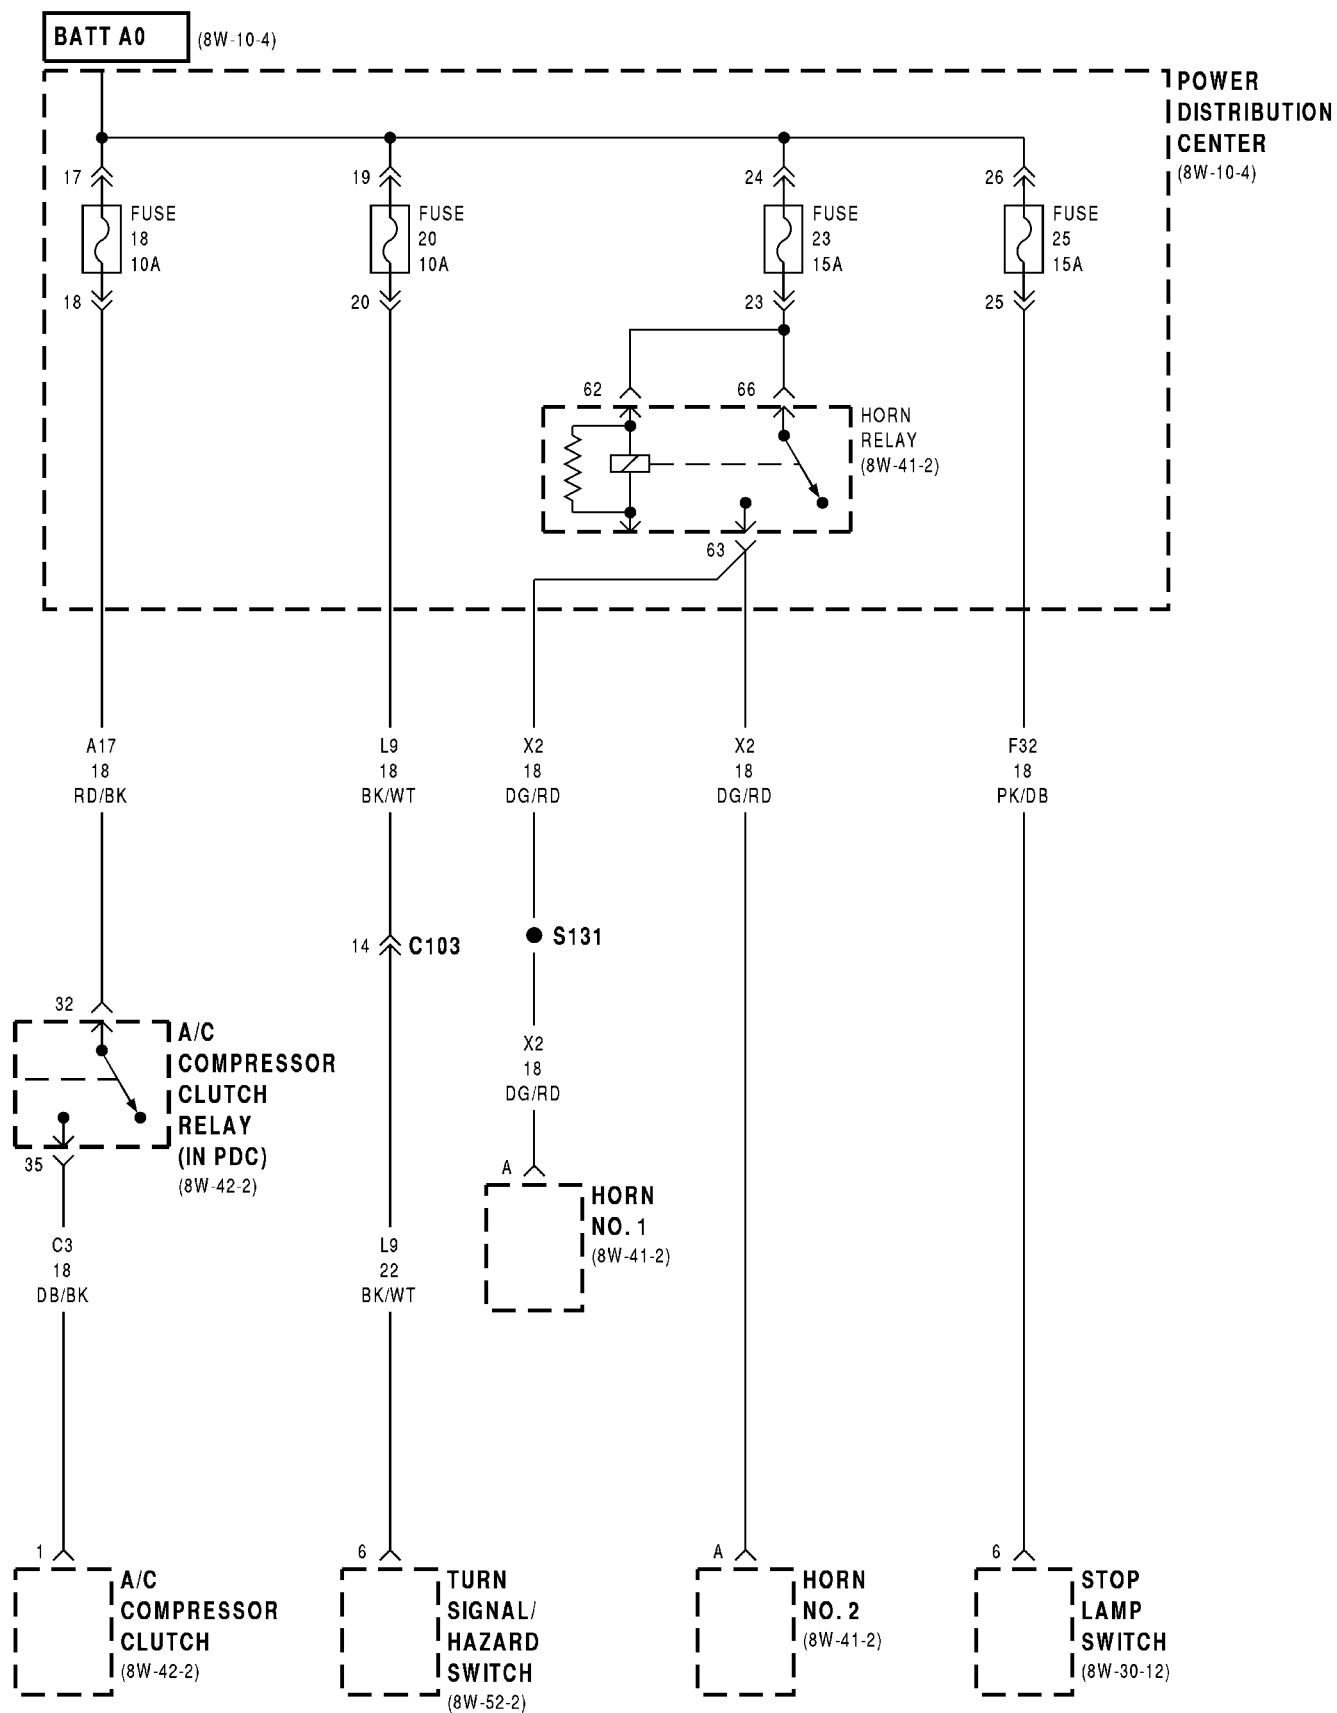 BATT A0
(8W-10-4)
POWER
DISTRIBUTION
CENTER
(8W-10-4)
17
FUSE
18
10A
18
19
FUSE
20
10A
20
24
FUSE
23
15A
23
26
FUSE
25
15A
25
62
66
HORN
RELAY
(8W-41-2)
63
A17
18
RD/BK
L9
18
BK/WT
X2
18
DG/RD
X2
18
DG/RD
F32
18
PK/DB
14
C103
S131
32
A/C
COMPRESSOR
CLUTCH
RELAY
(IN PDC)
(8W-42-2)
35
X2
18
DG/RD
A
HORN
NO. 1
(8W-41-2)
C3
18
DB/BK
L9
22
BK/WT
1
A/C
COMPRESSOR
CLUTCH
(8W-42-2)
6
TURN
SIGNAL/
HAZARD
SWITCH
(8W-52-2)
A
HORN
NO. 2
(8W-41-2)
6
STOP
LAMP
SWITCH
(8W-30-12)